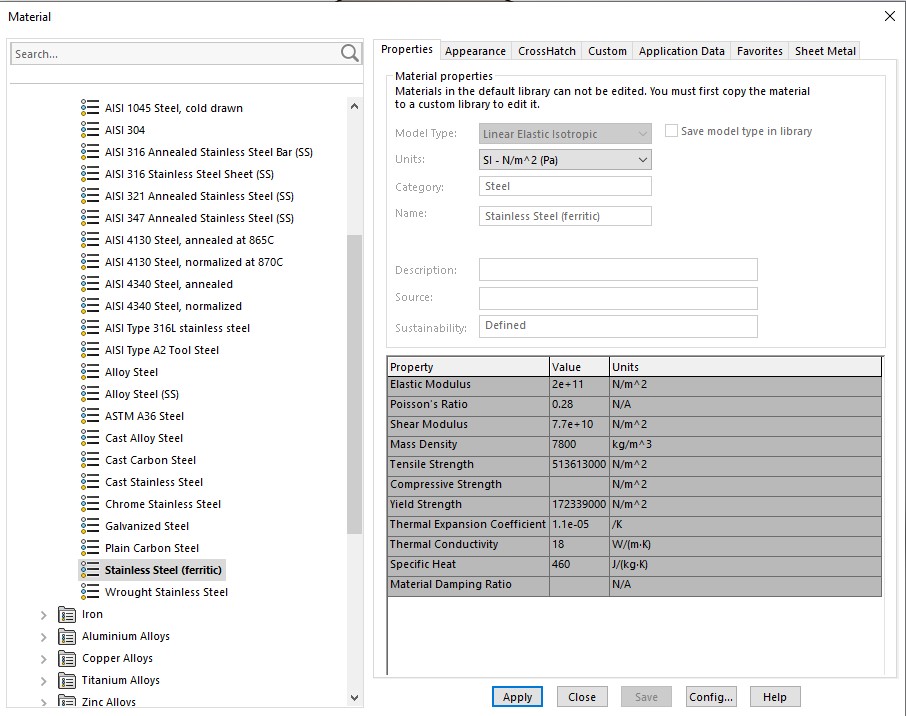 Material
Search...
AISI 1045 Steel, cold drawn
AISI 304
AISI 316 Annealed Stainless Steel Bar (SS)
AISI 316 Stainless Steel Sheet (SS)
AISI 321 Annealed Stainless Steel (SS)
AISI 347 Annealed Stainless Steel (SS)
AISI 4130 Steel, annealed at 865C
AISI 4130 Steel, normalized at 870C
AISI 4340 Steel, annealed
AISI 4340 Steel, normalized
AISI Type 316L stainless steel
AISI Type A2 Tool Steel
Alloy Steel
Alloy Steel (SS)
ASTM A36 Steel
Cast Alloy Steel
Cast Carbon Steel
Cast Stainless Steel
Chrome Stainless Steel
Galvanized Steel
Plain Carbon Steel
Stainless Steel (ferritic)
Wrought Stainless Steel
Iron
Aluminium Alloys
Copper Alloys
Titanium Alloys
Zinc Alloys
Properties Appearance CrossHatch Custom Application Data Favorites Sheet Metal
Material properties
Materials in the default library can not be edited. You must first copy the material
to a custom library to edit it.
Model Type: Linear Elastic Isotropic Save model type in library
Units: SI - N/m^2 (Pa)
Category: Steel
Name: Stainless Steel (ferritic)
Description:
Source:
Sustainability: Defined
Property Value Units
Elastic Modulus 2e+11 N/m^2
Poisson's Ratio 0.28 N/A
Shear Modulus 7.7e+10 N/m^2
Mass Density 7800 kg/m^3
Tensile Strength 513613000 N/m^2
Compressive Strength N/m^2
Yield Strength 172339000 N/m^2
Thermal Expansion Coefficient 1.1e-05 /K
Thermal Conductivity 18 W/(m·K)
Specific Heat 460 J/(kg·K)
Material Damping Ratio N/A
Apply Close Save Config... Help